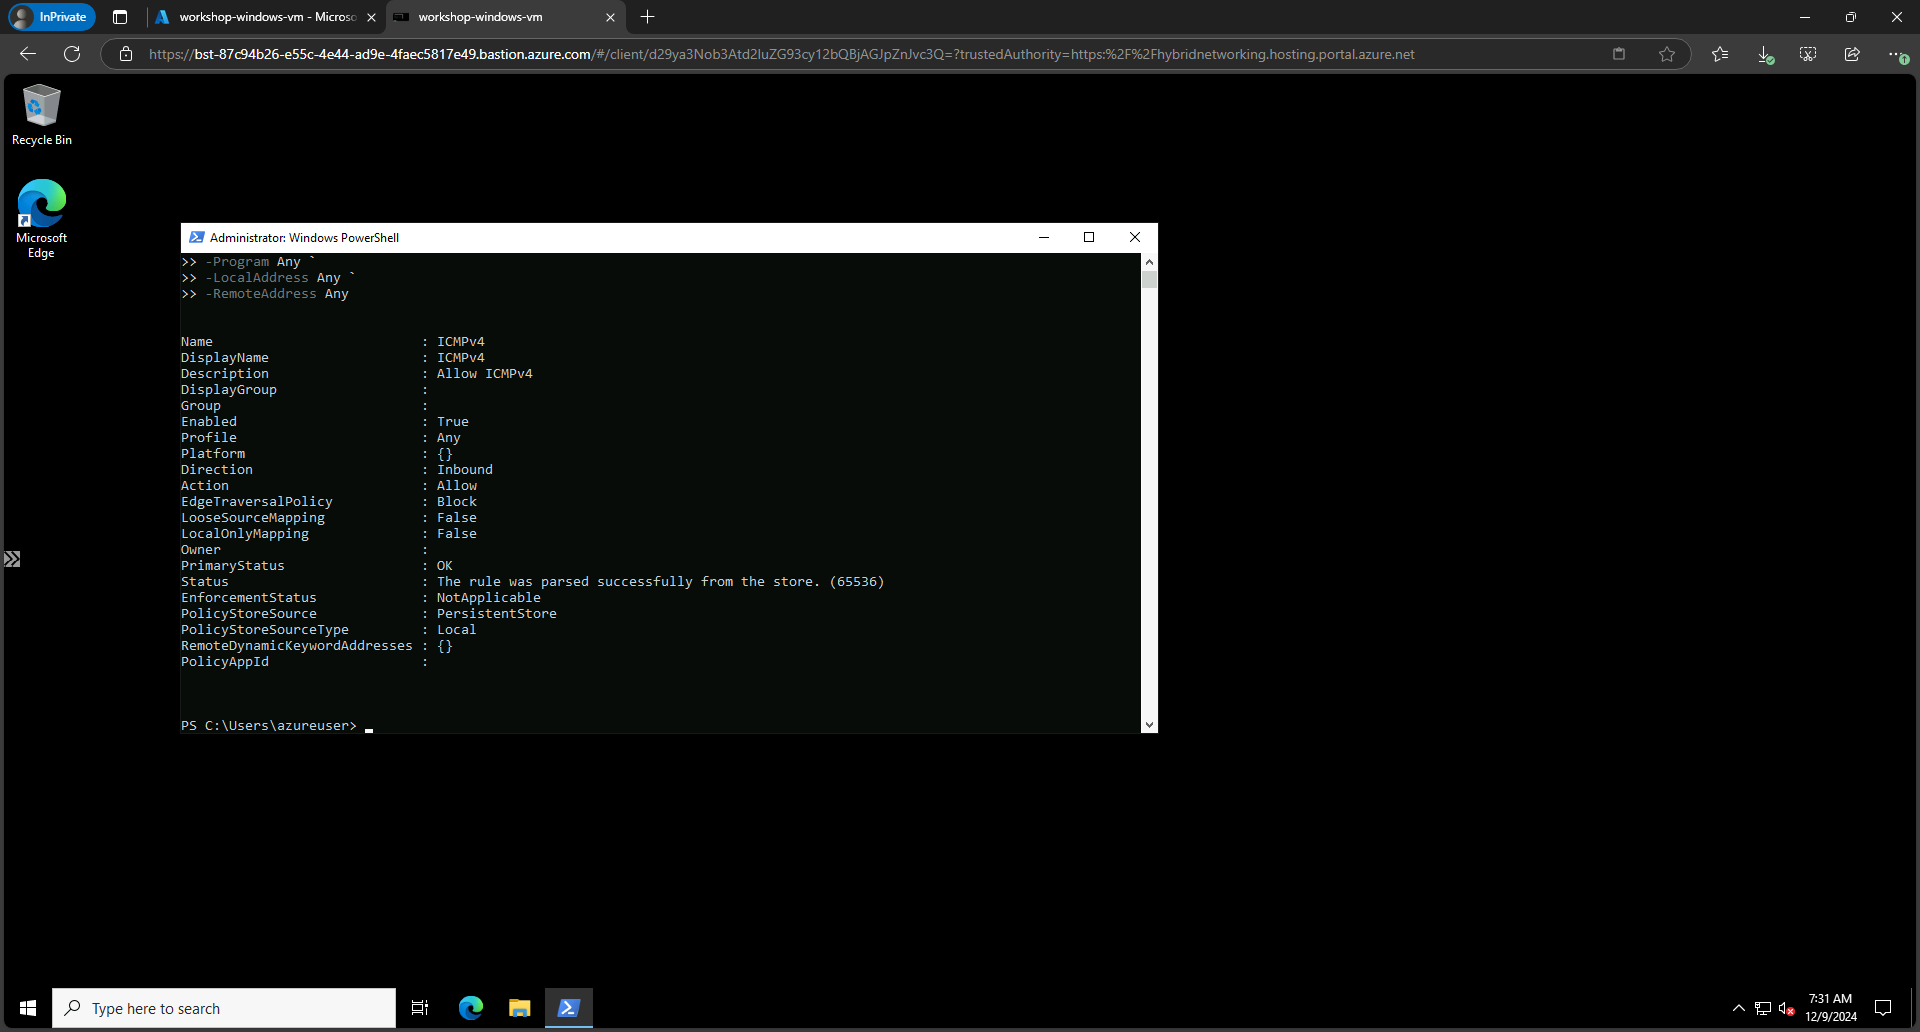 InPrivate
workshop-windows-vm - Microso
workshop-windows-vm
https://bst-87c94b26-e55c-4e44-ad9e-4faec5817e49.bastion.azure.com/#/client/d29ya3Nob3Atd2luZG93cy12bQBjAGJpZnJvc3Q=?trustedAuthority=https:%2F%2Fhybridnetworking.hosting.portal.azure.net
Recycle Bin
Microsoft
Edge
Administrator: Windows PowerShell
>> -Program Any `
>> -LocalAddress Any `
>> -RemoteAddress Any
Name : ICMPv4
DisplayName : ICMPv4
Description : Allow ICMPv4
DisplayGroup :
Group :
Enabled : True
Profile : Any
Platform : {}
Direction : Inbound
Action : Allow
EdgeTraversalPolicy : Block
LooseSourceMapping : False
LocalOnlyMapping : False
Owner :
PrimaryStatus : OK
Status : The rule was parsed successfully from the store. (65536)
EnforcementStatus : NotApplicable
PolicyStoreSource : PersistentStore
PolicyStoreSourceType : Local
RemoteDynamicKeywordAddresses : {}
PolicyAppId :
PS C:\Users\azureuser> _
Type here to search
7:31 AM
12/9/2024